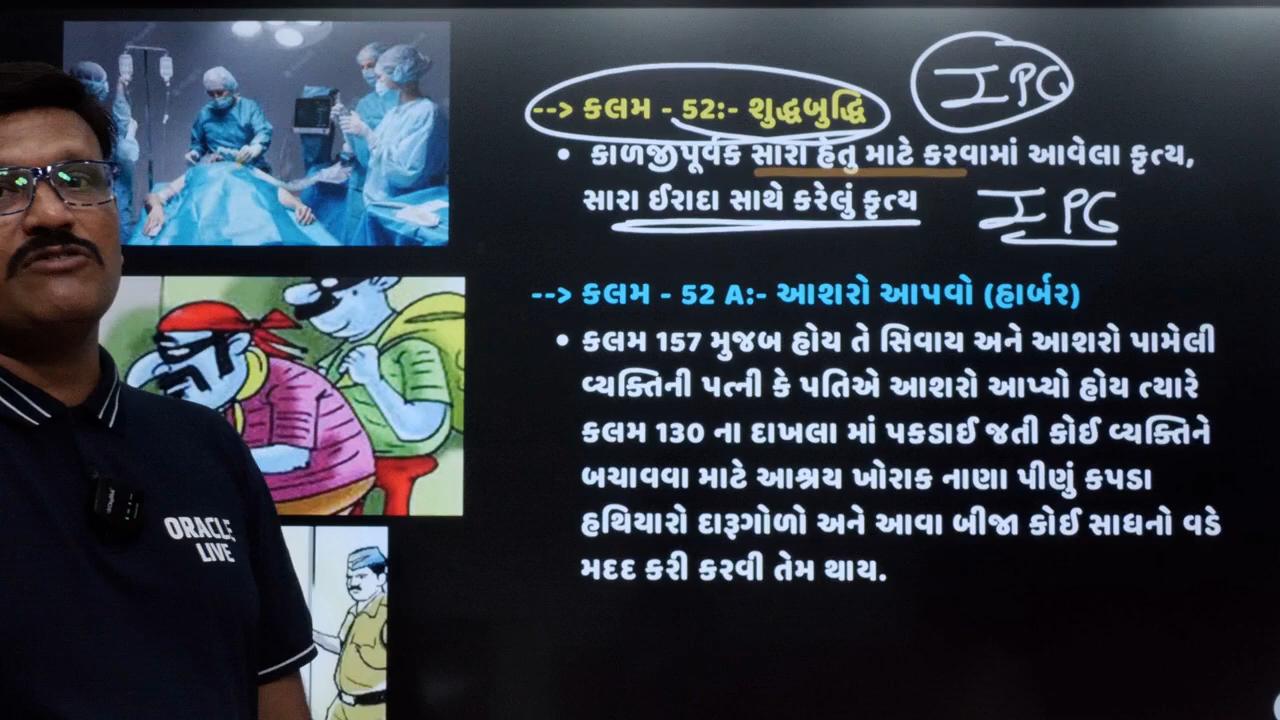 --> કલમ - 52:- શુદ્ધબુદ્ધિ
IPC
• કાળજીપૂર્વક સારા હેતુ માટે કરવામાં આવેલા કૃત્ય,
સારા ઈરાદા સાથે કરેલું કૃત્ય
IPC
--> કલમ - 52 A:- આશરો આપવો (હાર્બર)
• કલમ 157 મુજબ હોય તે સિવાય અને આશરો પામેલી
વ્યક્તિની પત્ની કે પતિએ આશરો આપ્યો હોય ત્યારે
કલમ 130 ના દાખલા માં પકડાઈ જતી કોઈ વ્યક્તિને
બચાવવા માટે આશ્રય ખોરાક નાણા પીણું કપડા
હથિયારો દારૂગોળો અને આવા બીજા કોઈ સાધનો વડે
મદદ કરી કરવી તેમ થાય.
ORACLE
LIVE